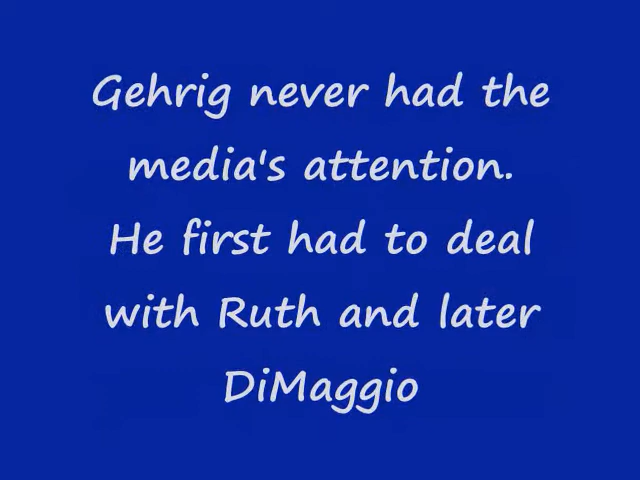 Gehrig never had the
media's attention.
He first had to deal
with Ruth and later
DiMaggio